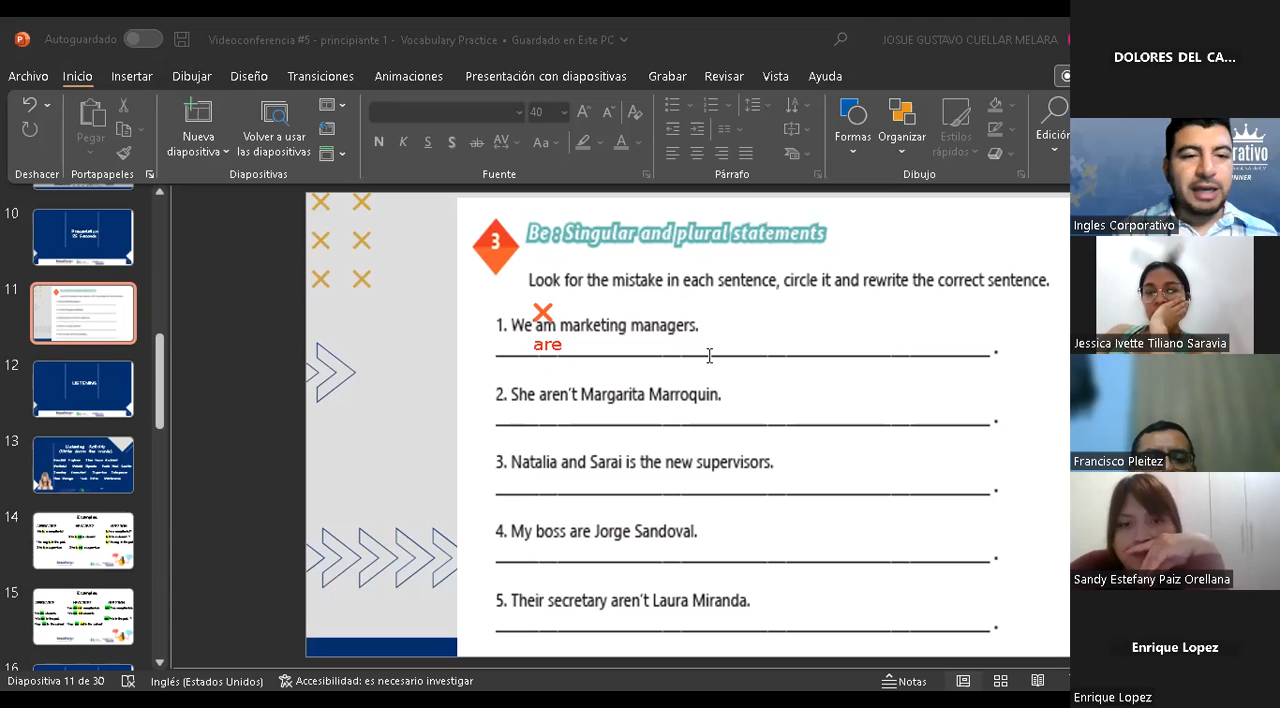 Autoguardado
Videoconferencia #5 - principiante 1 - Vocabulary Practice • Guardado en Este PC
JOSUE GUSTAVO CUELLAR MELARA
Archivo Inicio Insertar Dibujar Diseño Transiciones Animaciones Presentación con diapositivas Grabar Revisar Vista Ayuda
Pegar
Nueva diapositiva
Volver a usar las diapositivas
40
N K S S ab AV Aa A
Formas Organizar Estilos rápidos Edición
Deshacer Portapapeles Diapositivas Fuente Párrafo Dibujo
10
11
12
LISTENING
13
14
15
16
3
Be : Singular and plural statements
Look for the mistake in each sentence, circle it and rewrite the correct sentence.
1. We am marketing managers.
are
2. She aren't Margarita Marroquin.
3. Natalia and Sarai is the new supervisors.
4. My boss are Jorge Sandoval.
5. Their secretary aren't Laura Miranda.
Diapositiva 11 de 30 Inglés (Estados Unidos) Accesibilidad: es necesario investigar Notas
DOLORES DEL CA...
rativo
Ingles Corporativo
Jessica Ivette Tiliano Saravia
Francisco Pleitez
Sandy Estefany Paiz Orellana
Enrique Lopez
Enrique Lopez